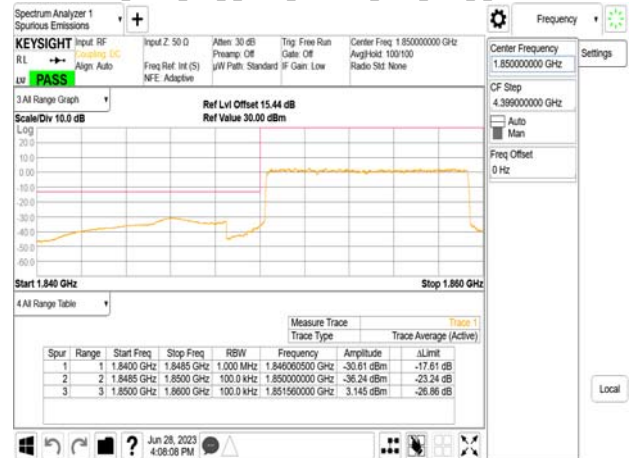 Spectrum Analyzer 1
Spurious Emissions
+
Frequency
KEYSIGHT Input: RF Input Z: 50 Ω Atten: 30 dB Trig: Free Run Center Freq: 1.850000000 GHz
RL Coupling: DC Preamp: Off Gate: Off Avg|Hold: 100/100
Align: Auto Freq Ref: Int (S) µW Path: Standard IF Gain: Low Radio Std: None
LV PASS NFE: Adaptive
Center Frequency
1.850000000 GHz
Settings
CF Step
4.399000000 GHz
Auto
Man
Freq Offset
0 Hz
Local
3 All Range Graph
Ref Lvl Offset 15.44 dB
Scale/Div 10.0 dB Ref Value 30.00 dBm
Log
20.0
10.0
0.00
-10.0
-20.0
-30.0
-40.0
-50.0
-60.0
Start 1.840 GHz Stop 1.860 GHz
4 All Range Table
Measure Trace Trace 1
Trace Type Trace Average (Active)
Spur Range Start Freq Stop Freq RBW Frequency Amplitude ΔLimit
1 1 1.8400 GHz 1.8485 GHz 1.000 MHz 1.846060500 GHz -30.61 dBm -17.61 dB
2 2 1.8485 GHz 1.8500 GHz 100.0 kHz 1.850000000 GHz -36.24 dBm -23.24 dB
3 3 1.8500 GHz 1.8600 GHz 100.0 kHz 1.851560000 GHz 3.145 dBm -26.86 dB
?
Jun 28, 2023
4:08:08 PM